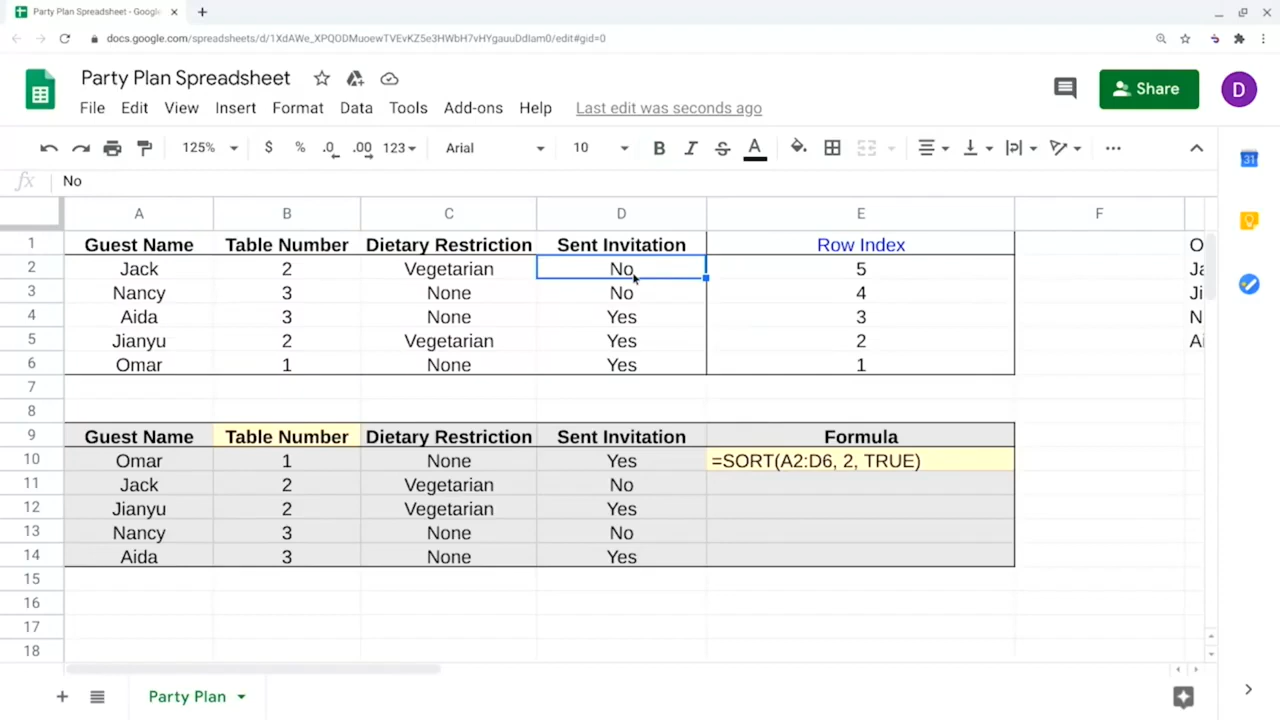 Party Plan Spreadsheet - Google
docs.google.com/spreadsheets/d/1XdAWe_XPQODMuoewTVEvKZ5e3HWbH7vHYgauuDdIam0/edit#gid=0
Party Plan Spreadsheet
File Edit View Insert Format Data Tools Add-ons Help Last edit was seconds ago
Share
D
125% $ % .0 .00 123 Arial 10 B I S A
fx No
A B C D E F
1 Guest Name Table Number Dietary Restriction Sent Invitation Row Index O
2 Jack 2 Vegetarian No 5 Ja
3 Nancy 3 None No 4 Ji
4 Aida 3 None Yes 3 N
5 Jianyu 2 Vegetarian Yes 2 Ai
6 Omar 1 None Yes 1
7
8
9 Guest Name Table Number Dietary Restriction Sent Invitation Formula
10 Omar 1 None Yes =SORT(A2:D6, 2, TRUE)
11 Jack 2 Vegetarian No
12 Jianyu 2 Vegetarian Yes
13 Nancy 3 None No
14 Aida 3 None Yes
15
16
17
18
Party Plan
31